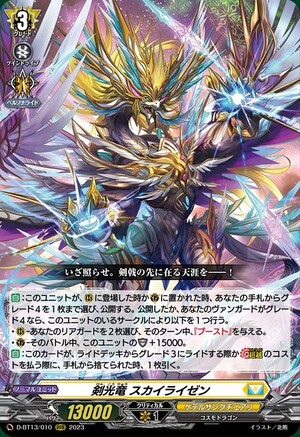 3
グレード
ツインドライブ
ペルソナライド
いざ照らせ。剣戟の先に在る天涯を――！
自：このユニットが、Ⓥに登場した時かⓇに置かれた時、あなたの手札からグ
レード４を１枚まで選び、公開する。公開したか、あなたのヴァンガードがグレ
ード４なら、このユニットのいるサークルにより以下を１つ行う。
・Ⓥ-あなたのリアガードを２枚選び、そのターン中、『ブースト』を与える。
・Ⓡ-そのバトル中、このユニットのパワー＋15000。
このカードが、ライドデッキからグレード３にライドする際
ストを払う際に、手札から捨てられた時、１枚引く。
ノーマルユニット
剣光竜 スカイライゼン
パワー
13000
クリティカル
1
ケテルサンクチュアリ
コスモドラゴン
D-BT13/010 RRR 2023
イラスト／北熊